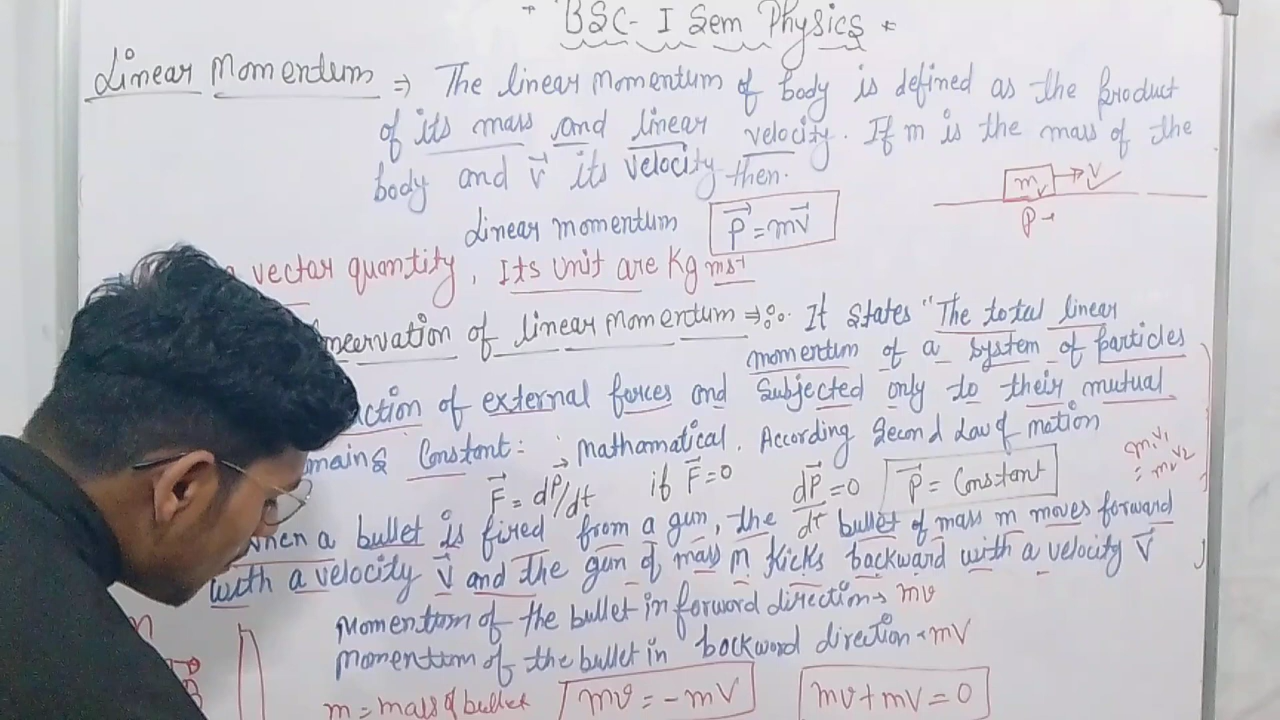 * BSC- I Sem Physics *
Linear Momentum ⇒ The linear momentum of body is defined as the product
of its mass and linear velocity. If m is the mass of the
body and v⃗ its velocity then.
m → v
p →
Linear momentum p⃗ = mv⃗
vector quantity, Its unit are Kg ms⁻¹
of linear momentum ⇒ It states "The total linear
momentum of a system of particles
of external forces and subjected only to their mutual
Constant: Mathamatical. According Second Law of motion
F⃗ = dp⃗/dt if F⃗ = 0 dp⃗/dt = 0 p⃗ = Constant
m₁v₁
= m₂v₂
a bullet is fired from a gun, the bullet of mass m moves forward
with a velocity v⃗ and the gun of mass m kicks backward with a velocity V⃗
Momentum of the bullet in forword direction → mv
Momentum of the bullet in backword direction = mV
m = mass of bullet mv = -mV mv + mV = 0